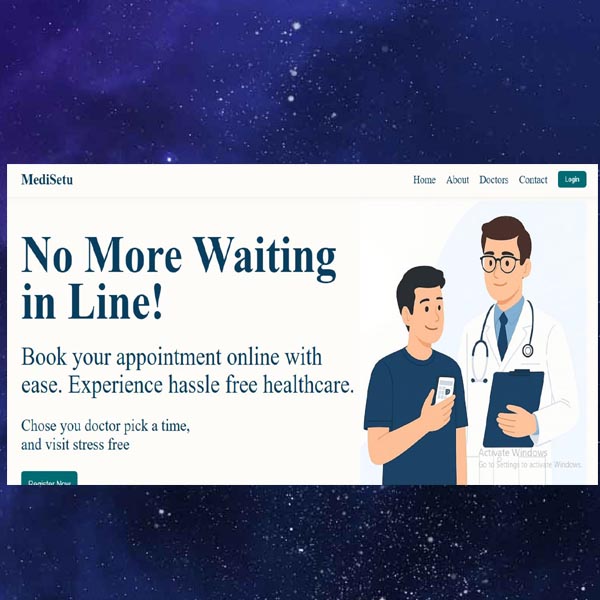 MediSetu
Home About Doctors Contact Login
No More Waiting
in Line!
Book your appointment online with
ease. Experience hassle free healthcare.
Chose you doctor pick a time,
and visit stress free
Register Now
Activate Windows
Go to Settings to activate Windows.